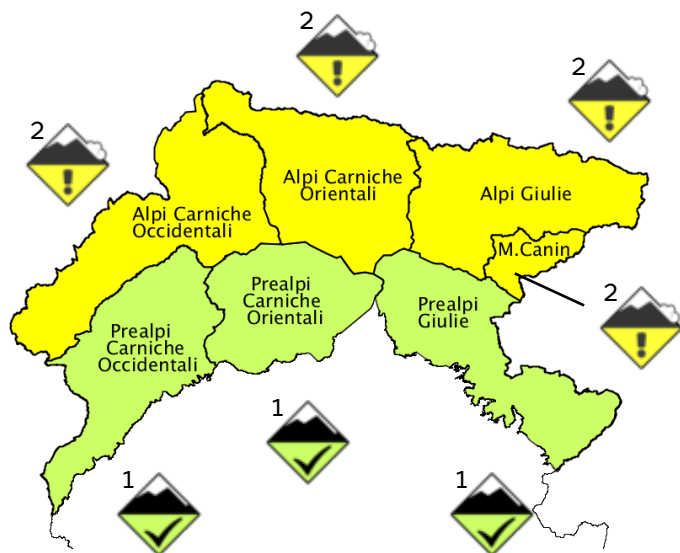 2
2
2
Alpi Carniche
Orientali
Alpi Giulie
Alpi Carniche
Occidentali
M.Canin
2
Prealpi
Carniche
Orientali
Prealpi
Giulie
Prealpi
Carniche
Occidentali
1
1
1